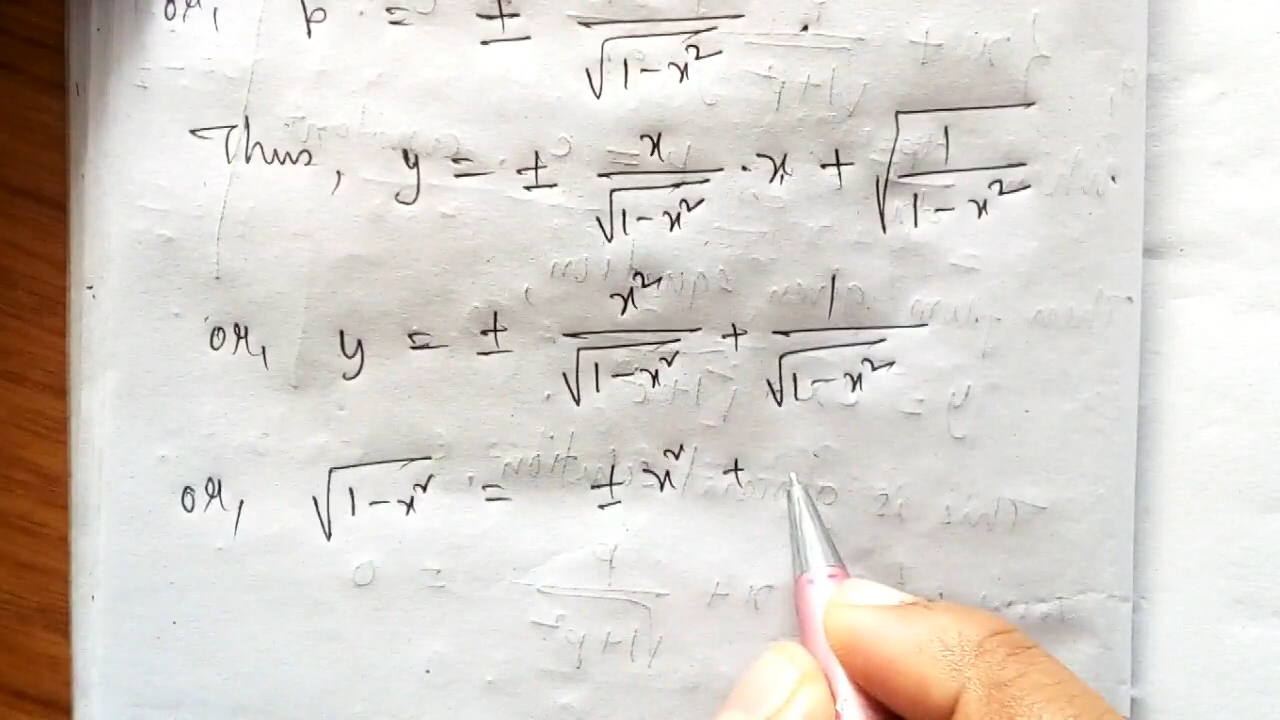 or, p = ± x/√(1-x²).
Thus, y = ± x/√(1-x²) · x + √(1/(1-x²)).
or, y = ± x²/√(1-x²) + 1/√(1-x²)
or, √(1-x²) = ± x² +